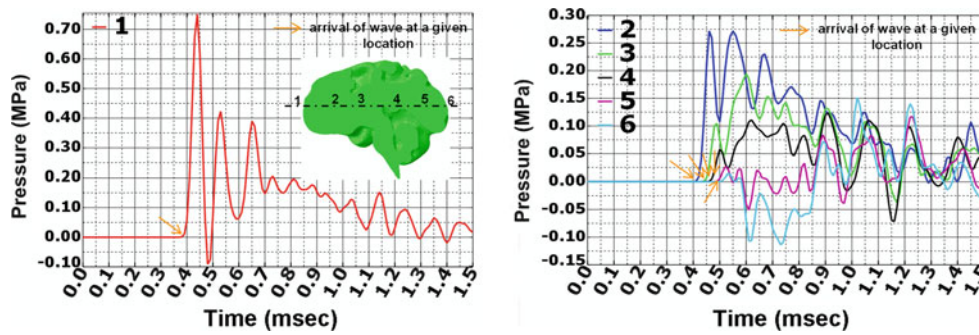 0.70
0.60
0.50
0.40
0.30
0.20
0.10
0.00
-0.10
Pressure (MPa)
1
arrival of wave at a given
location
1 2 3 4 5 6
0.0 0.1 0.2 0.3 0.4 0.5 0.6 0.7 0.8 0.9 1.0 1.1 1.2 1.3 1.4 1.5
Time (msec)
0.30
0.25
0.20
0.15
0.10
0.05
0.00
-0.05
-0.10
-0.15
Pressure (MPa)
2
3
4
5
6
arrival of wave at a given
location
0.0 0.1 0.2 0.3 0.4 0.5 0.6 0.7 0.8 0.9 1.0 1.1 1.2 1.3 1.4 1.5
Time (msec)